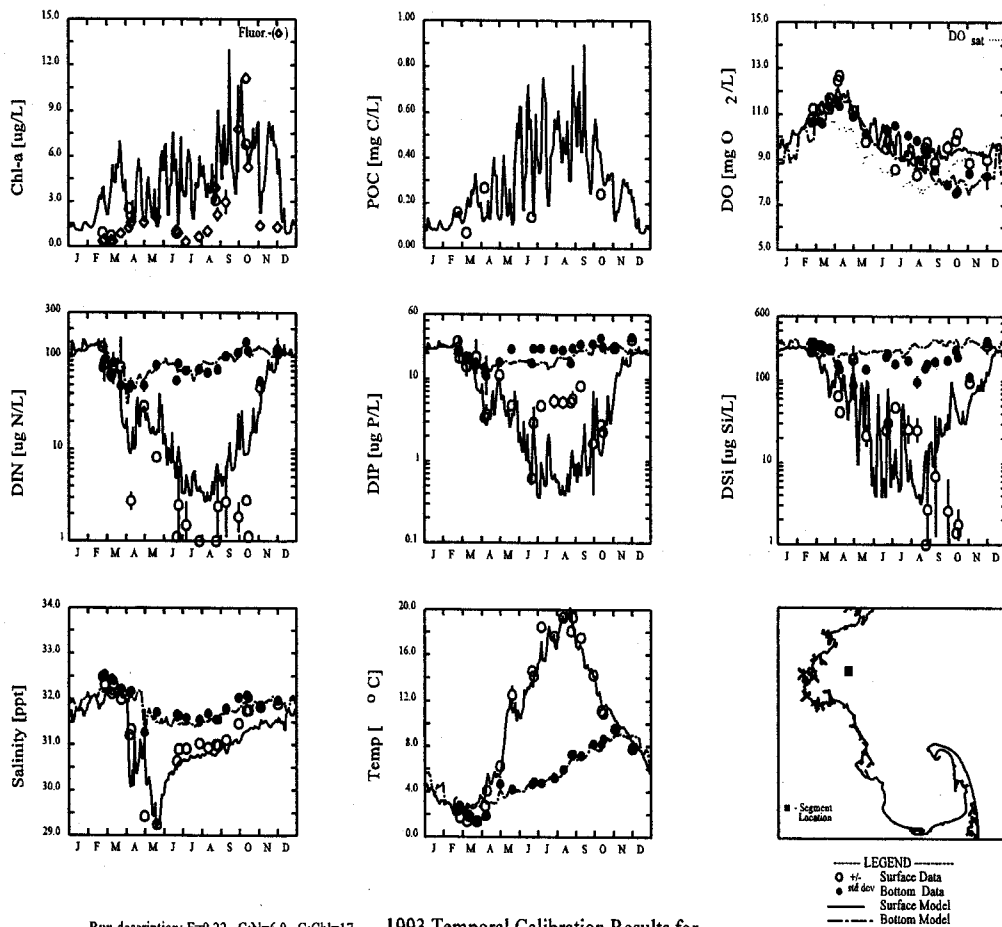 15.0
Fluor.-(◇)
12.0
9.0
6.0
3.0
0.0
Chl-a [ug/L]
J F M A M J J A S O N D
1.00
0.80
0.60
0.40
0.20
0.00
POC [mg C/L]
J F M A M J J A S O N D
15.0
DO sat
13.0
11.0
9.0
7.0
5.0
DO [mg O 2/L]
J F M A M J J A S O N D
300
100
10
1
DIN [ug N/L]
J F M A M J J A S O N D
60
10
1
0.1
DIP [ug P/L]
J F M A M J J A S O N D
600
100
10
1
DSi [ug Si/L]
J F M A M J J A S O N D
34.0
33.0
32.0
31.0
30.0
29.0
Salinity [ppt]
J F M A M J J A S O N D
20.0
16.0
12.0
8.0
4.0
0.0
Temp [ o C]
J F M A M J J A S O N D
■ - Segment
Location
LEGEND
+/- Surface Data
std dev Bottom Data
Surface Model
Bottom Model
1993 Temporal Calibration Results for